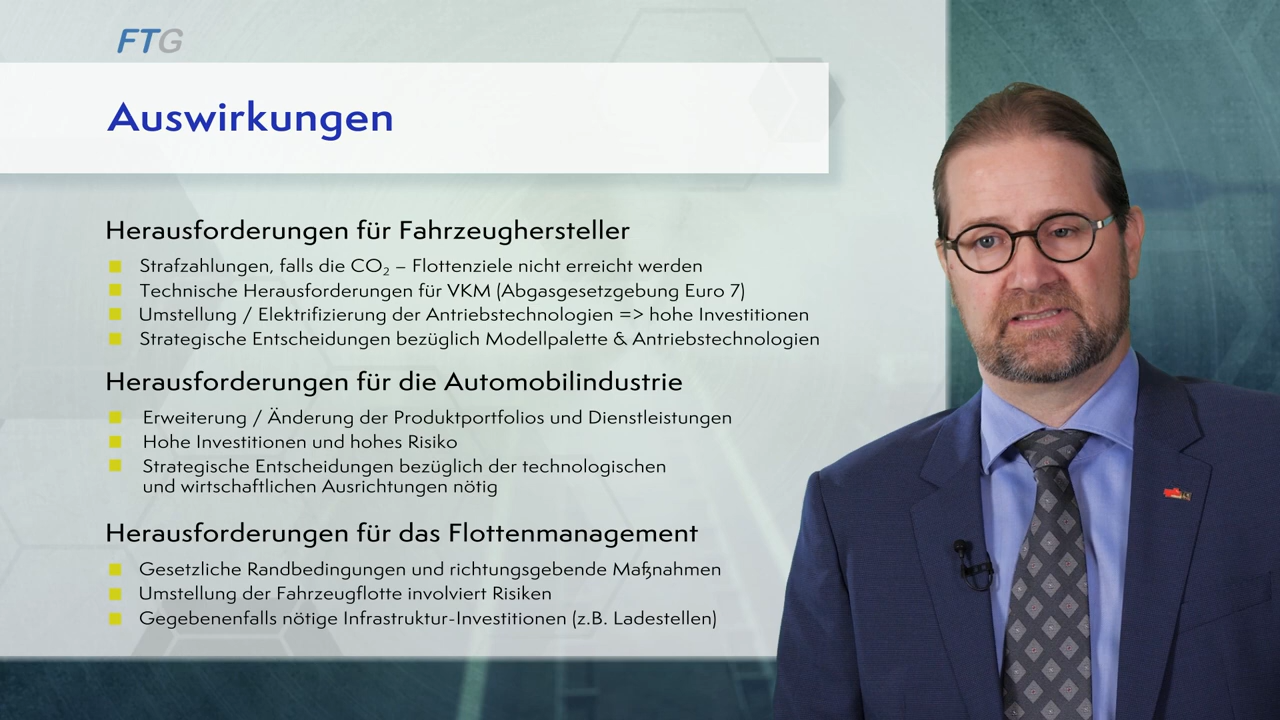 FTG
Auswirkungen
Herausforderungen für Fahrzeughersteller
Strafzahlungen, falls die CO₂ – Flottenziele nicht erreicht werden
Technische Herausforderungen für VKM (Abgasgesetzgebung Euro 7)
Umstellung / Elektrifizierung der Antriebstechnologien => hohe Investitionen
Strategische Entscheidungen bezüglich Modellpalette & Antriebstechnologien
Herausforderungen für die Automobilindustrie
Erweiterung / Änderung der Produktportfolios und Dienstleistungen
Hohe Investitionen und hohes Risiko
Strategische Entscheidungen bezüglich der technologischen
und wirtschaftlichen Ausrichtungen nötig
Herausforderungen für das Flottenmanagement
Gesetzliche Randbedingungen und richtungsgebende Maßnahmen
Umstellung der Fahrzeugflotte involviert Risiken
Gegebenenfalls nötige Infrastruktur-Investitionen (z.B. Ladestellen)